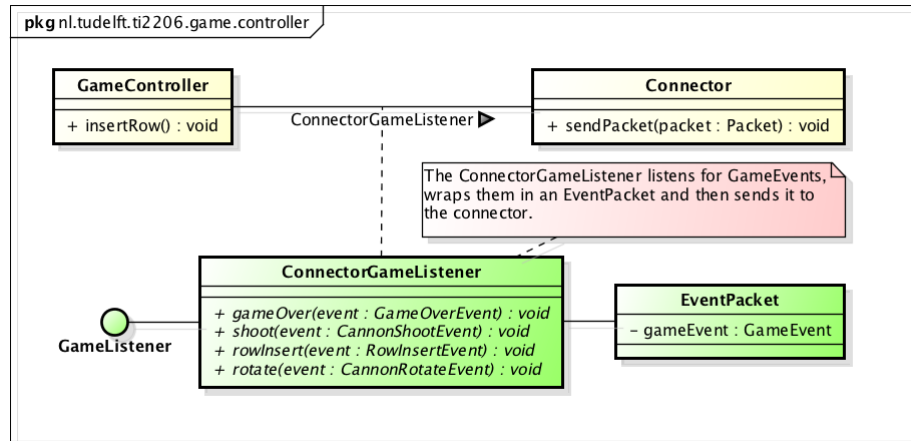 pkg nl.tudelft.ti2206.game.controller
GameController
+ insertRow() : void
ConnectorGameListener
Connector
+ sendPacket(packet : Packet) : void
The ConnectorGameListener listens for GameEvents,
wraps them in an EventPacket and then sends it to
the connector.
ConnectorGameListener
+ gameOver(event : GameOverEvent) : void
+ shoot(event : CannonShootEvent) : void
+ rowInsert(event : RowInsertEvent) : void
+ rotate(event : CannonRotateEvent) : void
GameListener
EventPacket
- gameEvent : GameEvent